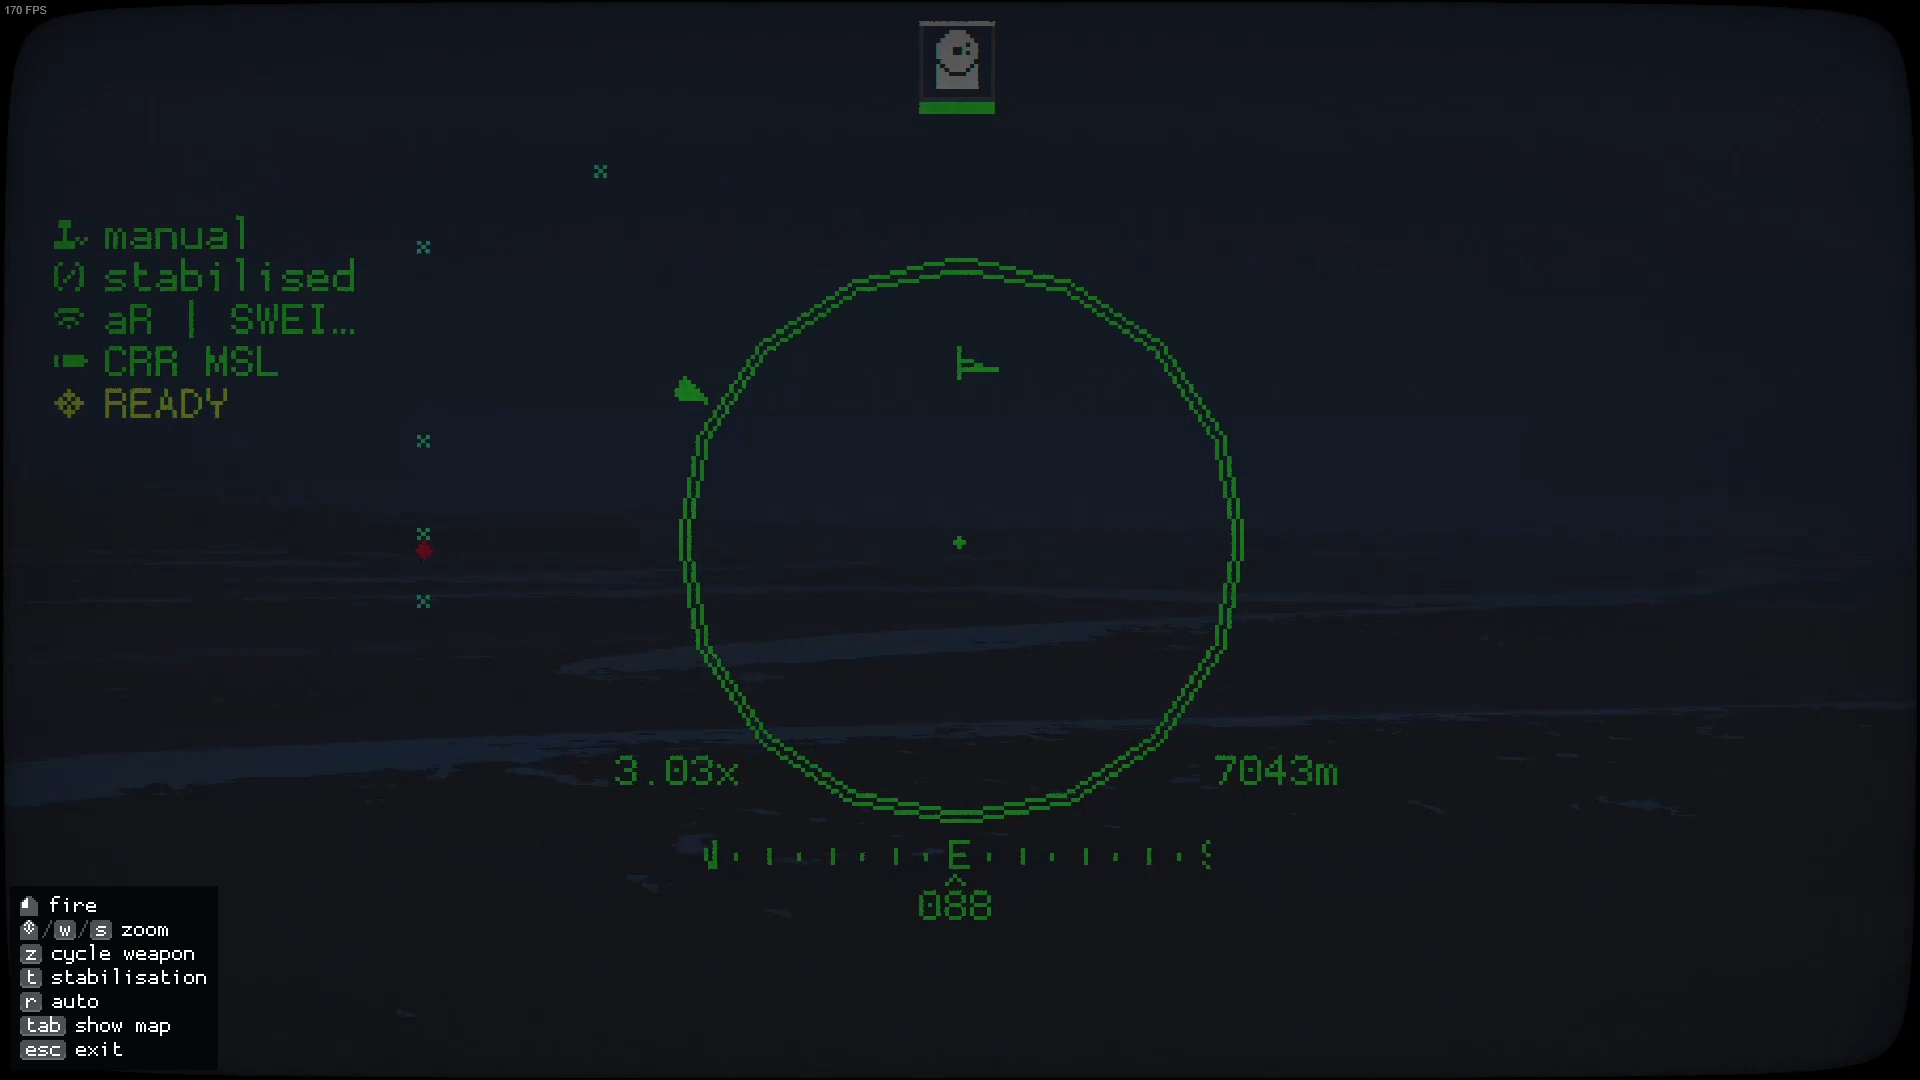 170 FPS
manual
stabilised
aR | SWEI…
CRR MSL
READY
3.03x
7043m
E
088
fire
/w/s zoom
z cycle weapon
t stabilisation
r auto
tab show map
esc exit